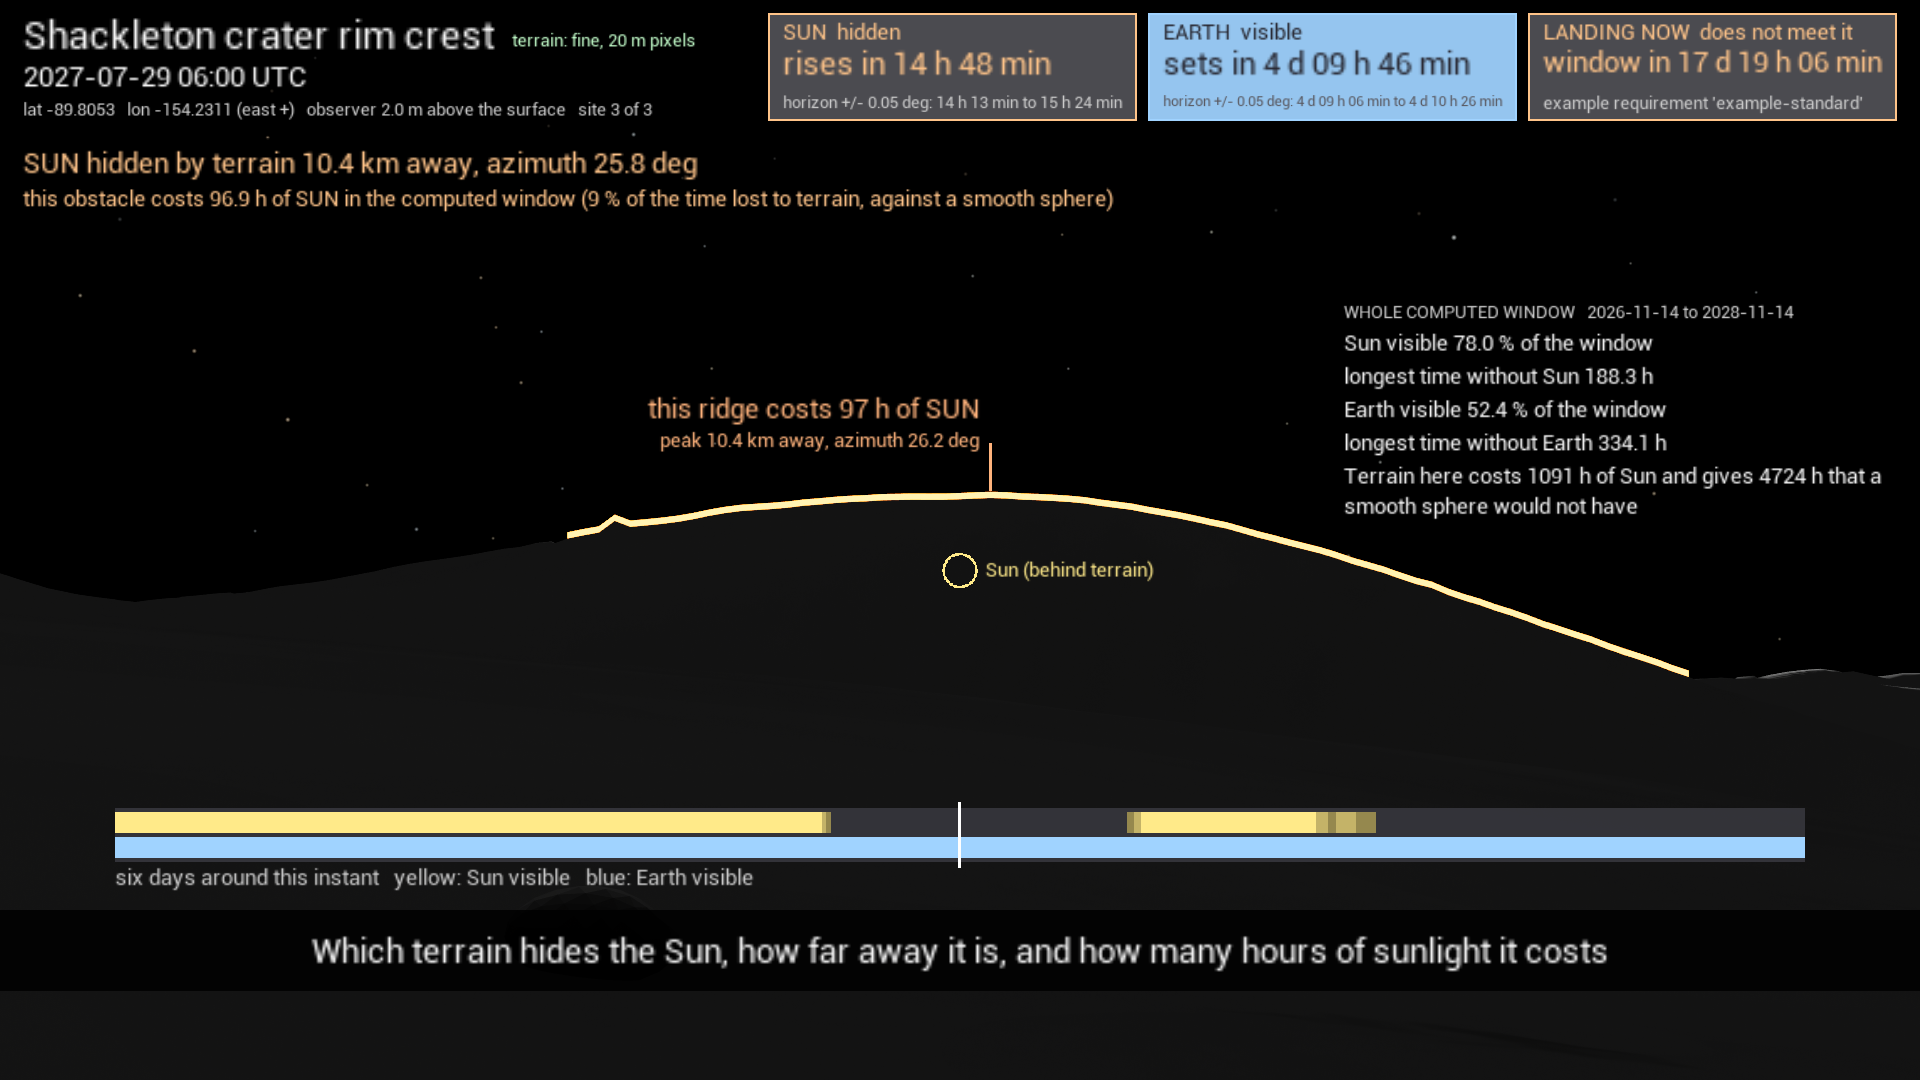 Shackleton crater rim crest terrain: fine, 20 m pixels
2027-07-29 06:00 UTC
lat -89.8053 lon -154.2311 (east +) observer 2.0 m above the surface site 3 of 3
SUN hidden
rises in 14 h 48 min
horizon +/- 0.05 deg: 14 h 13 min to 15 h 24 min
EARTH visible
sets in 4 d 09 h 46 min
horizon +/- 0.05 deg: 4 d 09 h 06 min to 4 d 10 h 26 min
LANDING NOW does not meet it
window in 17 d 19 h 06 min
example requirement 'example-standard'
SUN hidden by terrain 10.4 km away, azimuth 25.8 deg
this obstacle costs 96.9 h of SUN in the computed window (9 % of the time lost to terrain, against a smooth sphere)
WHOLE COMPUTED WINDOW 2026-11-14 to 2028-11-14
Sun visible 78.0 % of the window
longest time without Sun 188.3 h
Earth visible 52.4 % of the window
longest time without Earth 334.1 h
Terrain here costs 1091 h of Sun and gives 4724 h that a
smooth sphere would not have
this ridge costs 97 h of SUN
peak 10.4 km away, azimuth 26.2 deg
Sun (behind terrain)
six days around this instant yellow: Sun visible blue: Earth visible
Which terrain hides the Sun, how far away it is, and how many hours of sunlight it costs